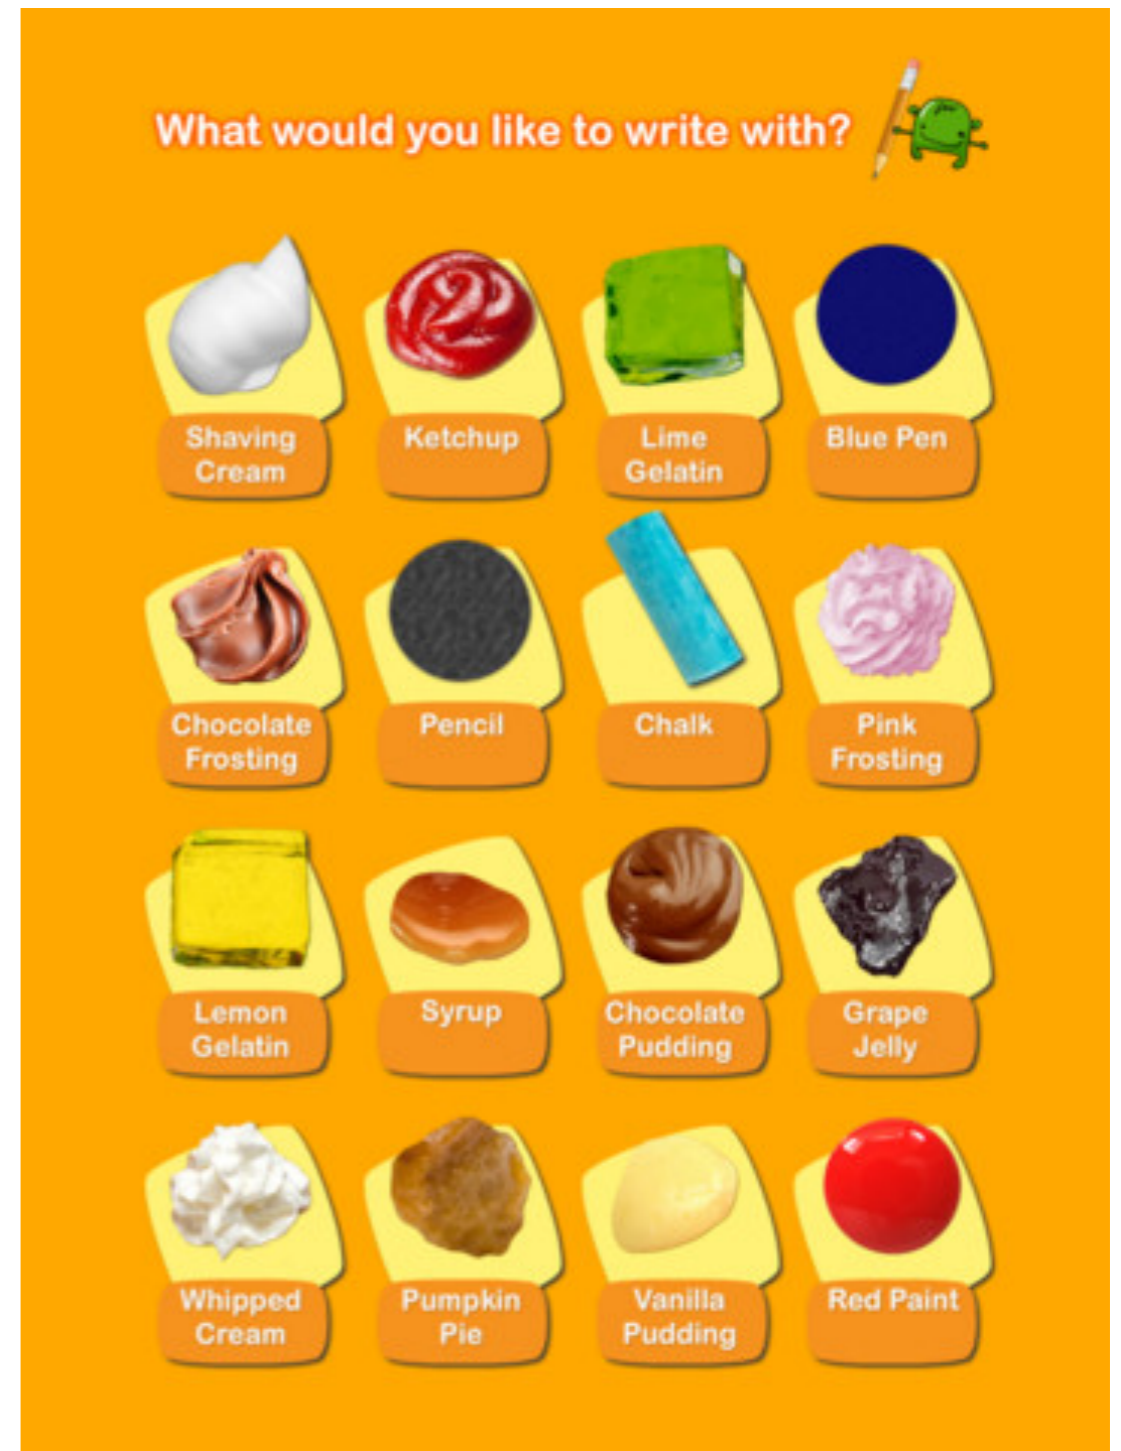 What would you like to write with?
Shaving
Cream
Ketchup
Lime
Gelatin
Blue Pen
Chocolate
Frosting
Pencil
Chalk
Pink
Frosting
Lemon
Gelatin
Syrup
Chocolate
Pudding
Grape
Jelly
Whipped
Cream
Pumpkin
Pie
Vanilla
Pudding
Red Paint